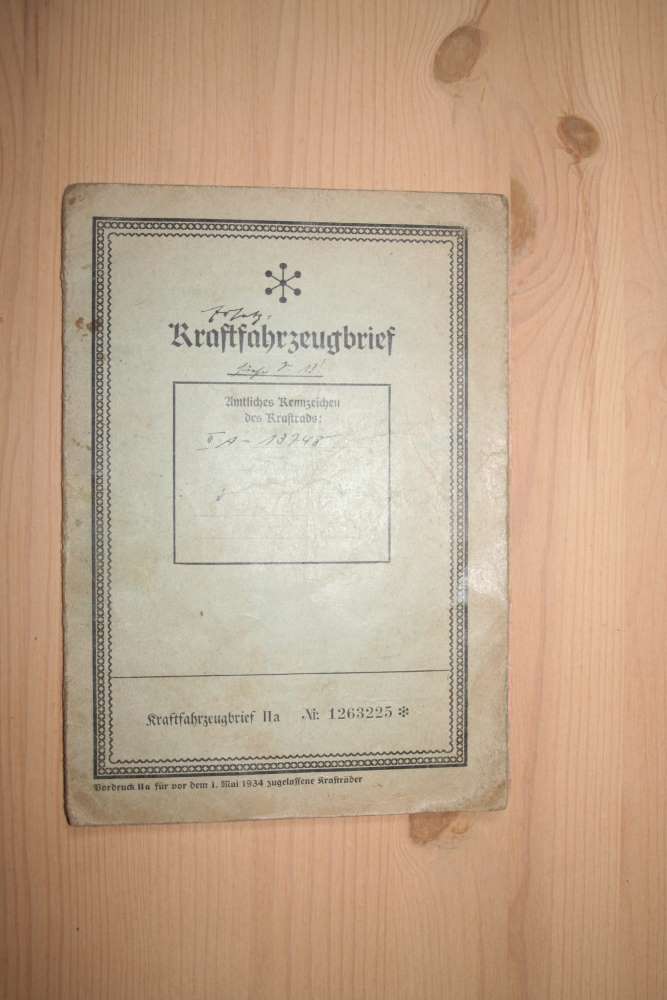 Ersatz-
Kraftfahrzeugbrief
Amtliches Kennzeichen
des Kraftrads:
Kraftfahrzeugbrief IIa Nr. 1263225 *
Vordruck IIa für vor dem 1. Mai 1934 zugelassene Krafträder